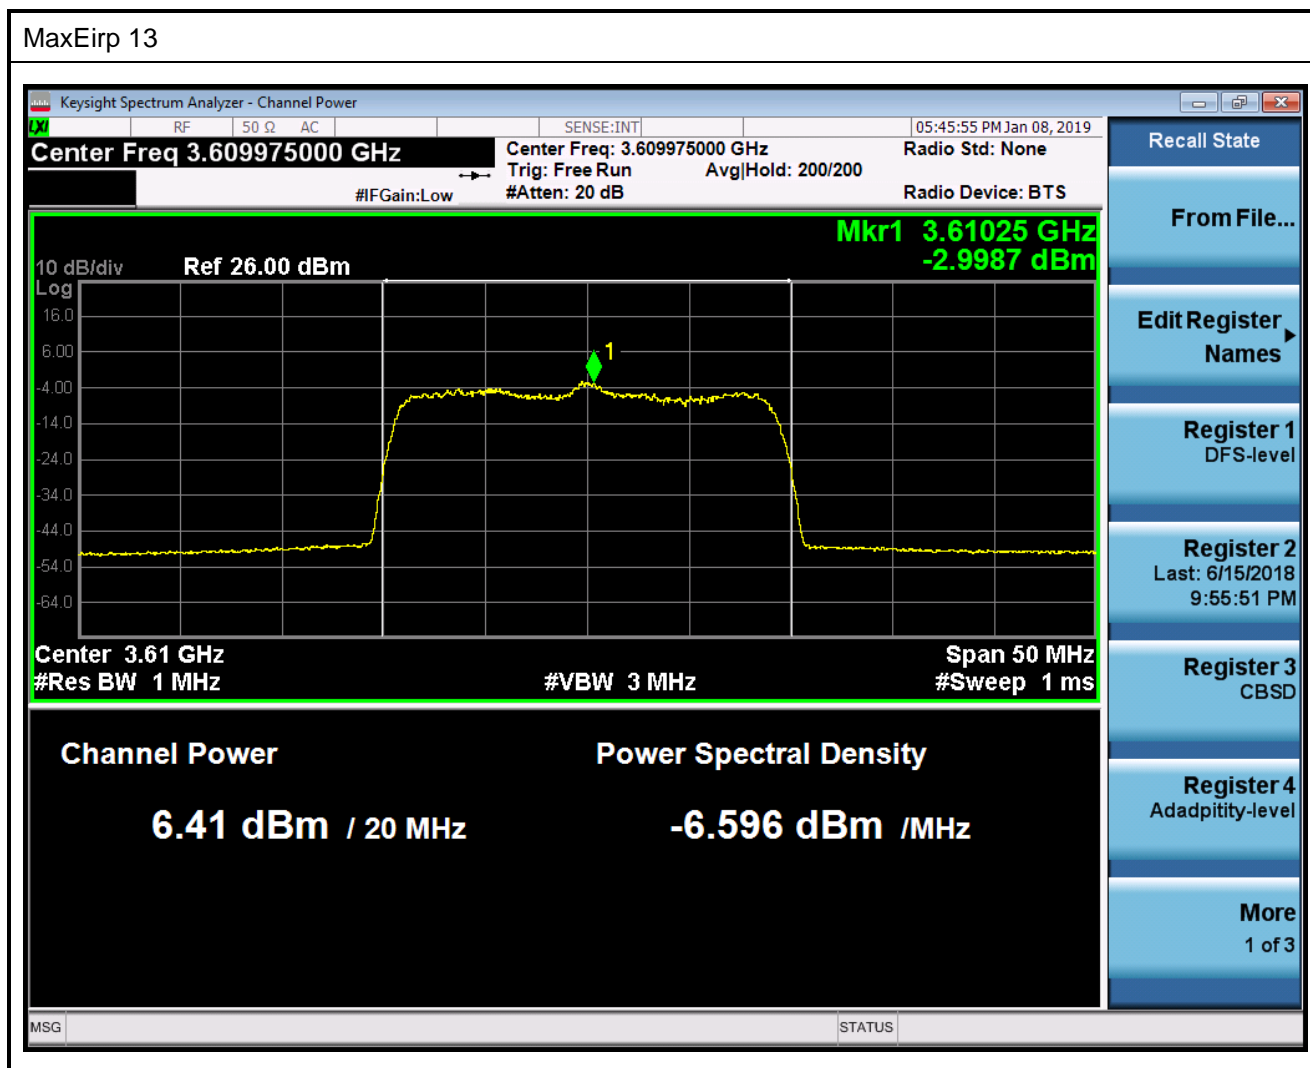 MaxEirp 13
Keysight Spectrum Analyzer - Channel Power
LXI RF 50 Ω AC SENSE:INT 05:45:55 PM Jan 08, 2019
Center Freq 3.609975000 GHz
Center Freq: 3.609975000 GHz
Radio Std: None
Trig: Free Run Avg|Hold: 200/200
#IFGain:Low
#Atten: 20 dB
Radio Device: BTS
Mkr1 3.61025 GHz
-2.9987 dBm
10 dB/div Ref 26.00 dBm
Log
16.0
6.00
-4.00
-14.0
-24.0
-34.0
-44.0
-54.0
-64.0
1
Center 3.61 GHz
Span 50 MHz
#Res BW 1 MHz
#VBW 3 MHz
#Sweep 1 ms
Channel Power
Power Spectral Density
6.41 dBm / 20 MHz
-6.596 dBm /MHz
MSG
STATUS
Recall State
From File...
Edit Register
Names
Register 1
DFS-level
Register 2
Last: 6/15/2018
9:55:51 PM
Register 3
CBSD
Register 4
Adadpitity-level
More
1 of 3